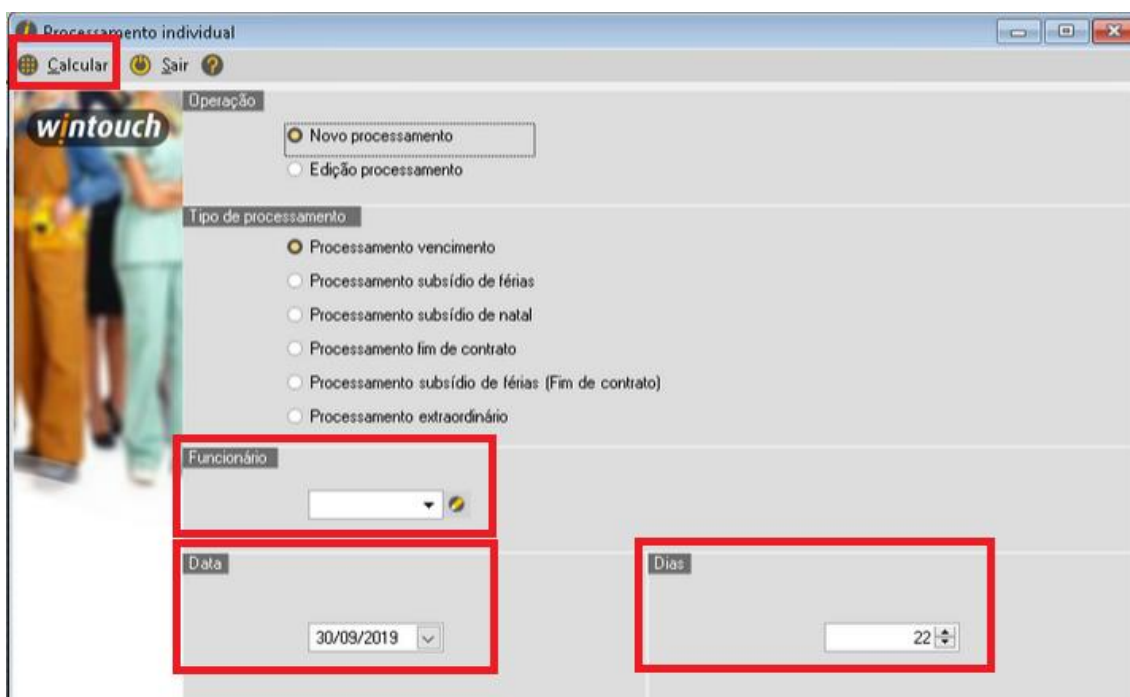 Processamento individual
Calcular Sair
wintouch
Operação
Novo processamento
Edição processamento
Tipo de processamento
Processamento vencimento
Processamento subsídio de férias
Processamento subsídio de natal
Processamento fim de contrato
Processamento subsídio de férias (Fim de contrato)
Processamento extraordinário
Funcionário
Data Dias
30/09/2019 22